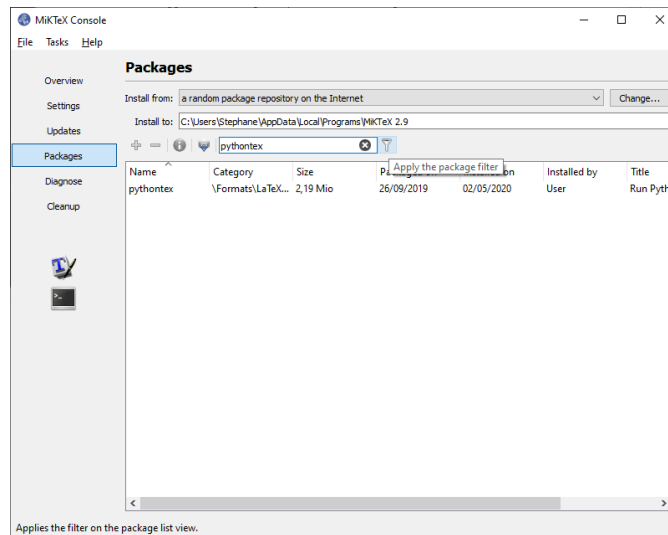 MiKTeX Console
File Tasks Help
Overview
Settings
Updates
Packages
Diagnose
Cleanup
Packages
Install from: a random package repository on the Internet Change...
Install to: C:\Users\Stephane\AppData\Local\Programs\MiKTeX 2.9
pythontex
Apply the package filter
Name Category Size Installed by Title
pythontex \Formats\LaTeX... 2,19 Mio 26/09/2019 02/05/2020 User Run Pyth
Applies the filter on the package list view.